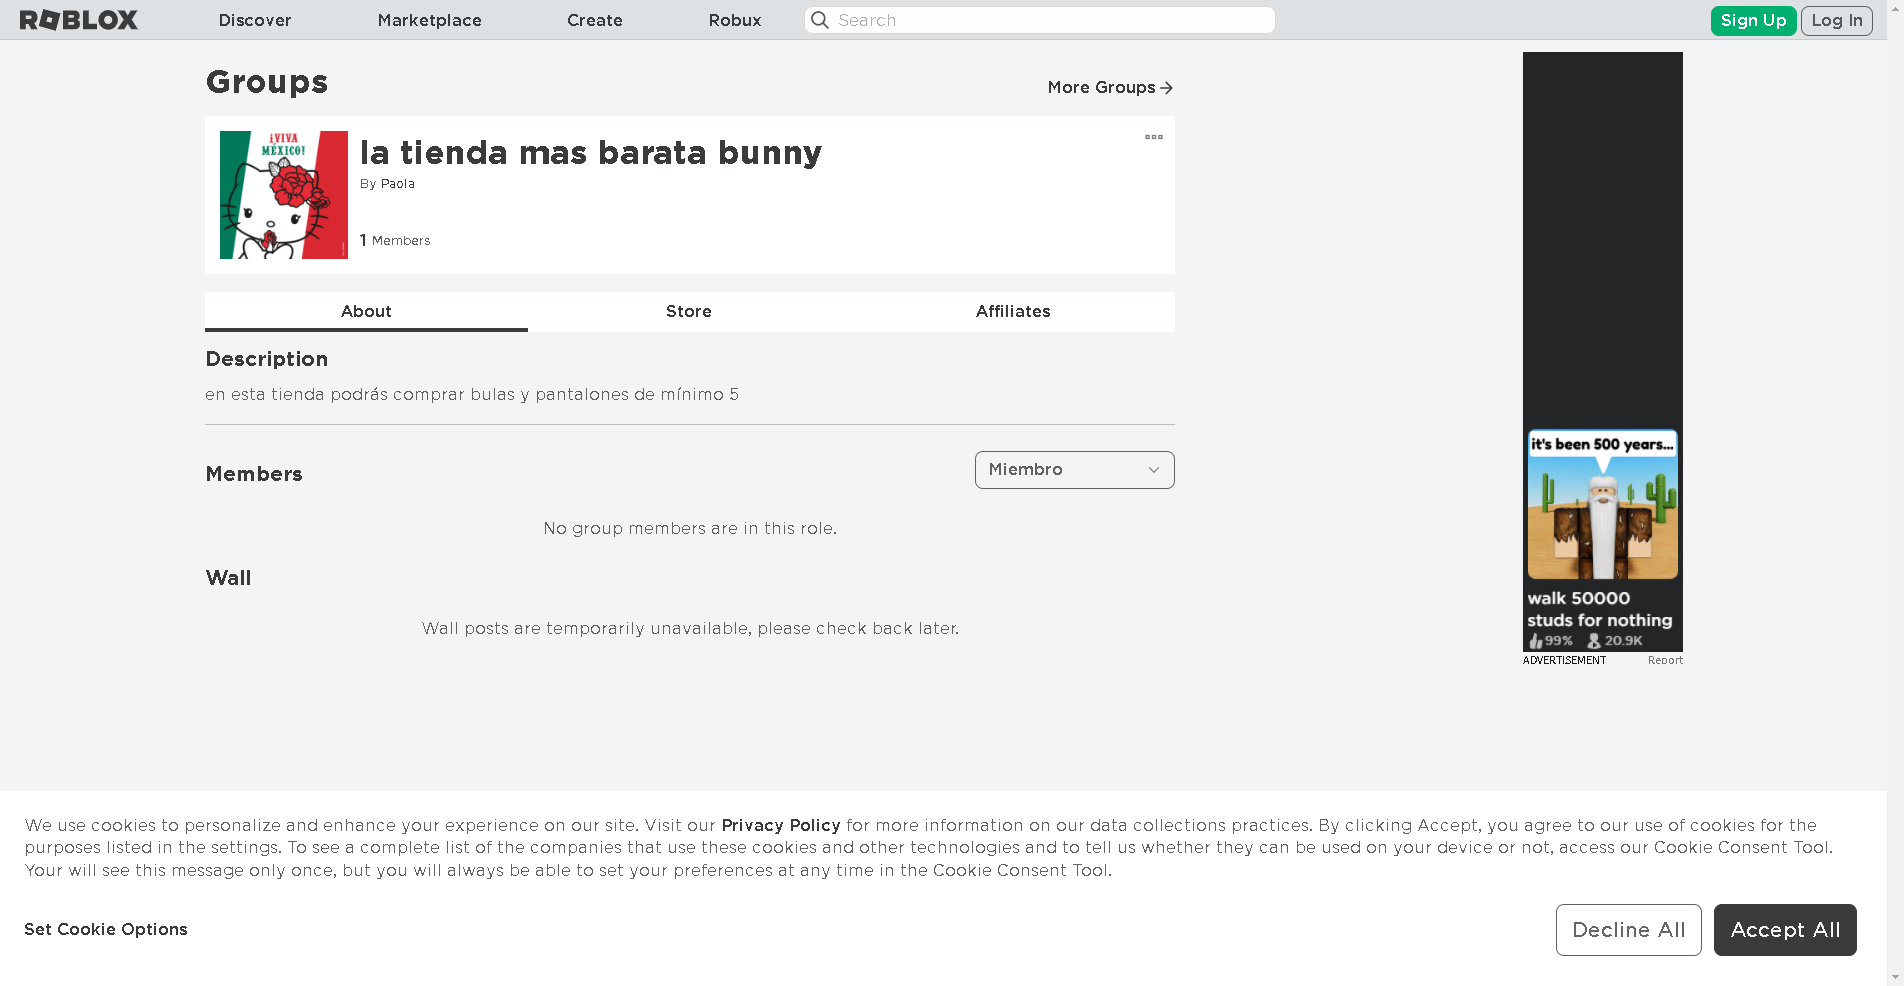 ROBLOX
Discover
Marketplace
Create
Robux
Search
Sign Up
Log In
Groups
More Groups
¡VIVA
MÉXICO!
la tienda mas barata bunny
By Paola
1 Members
About
Store
Affiliates
Description
en esta tienda podrás comprar bulas y pantalones de mínimo 5
Members
Miembro
No group members are in this role.
Wall
Wall posts are temporarily unavailable, please check back later.
it's been 500 years...
walk 50000
studs for nothing
99% 20.9K
ADVERTISEMENT
Report
We use cookies to personalize and enhance your experience on our site. Visit our Privacy Policy for more information on our data collections practices. By clicking Accept, you agree to our use of cookies for the
purposes listed in the settings. To see a complete list of the companies that use these cookies and other technologies and to tell us whether they can be used on your device or not, access our Cookie Consent Tool.
Your will see this message only once, but you will always be able to set your preferences at any time in the Cookie Consent Tool.
Set Cookie Options
Decline All
Accept All